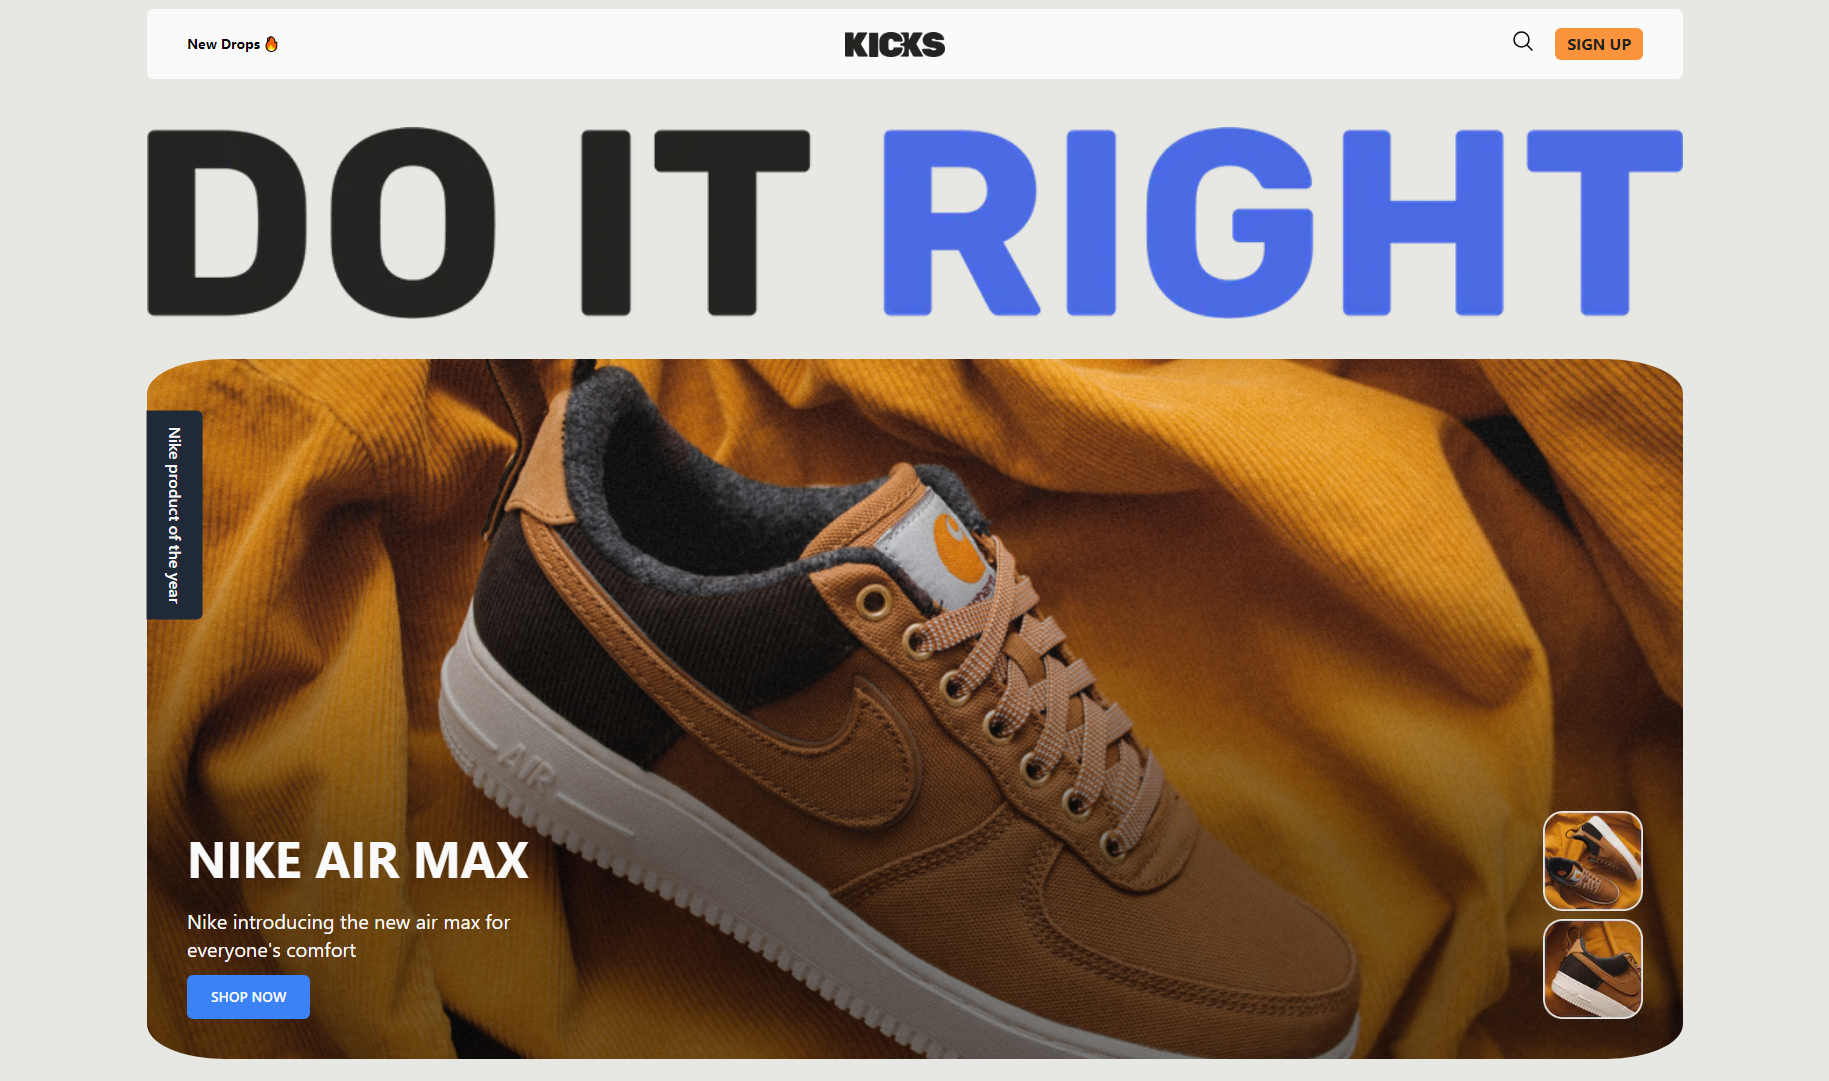 New Drops 🔥
KICKS
SIGN UP
DO IT RIGHT
Nike product of the year
AIR
NIKE AIR MAX
Nike introducing the new air max for
everyone's comfort
SHOP NOW